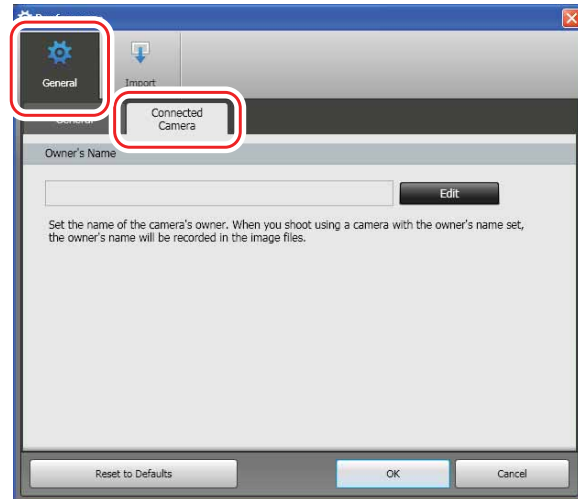 Preferences
General
Import
General
Connected
Camera
Owner's Name
Edit
Set the name of the camera's owner. When you shoot using a camera with the owner's name set,
the owner's name will be recorded in the image files.
Reset to Defaults
OK
Cancel